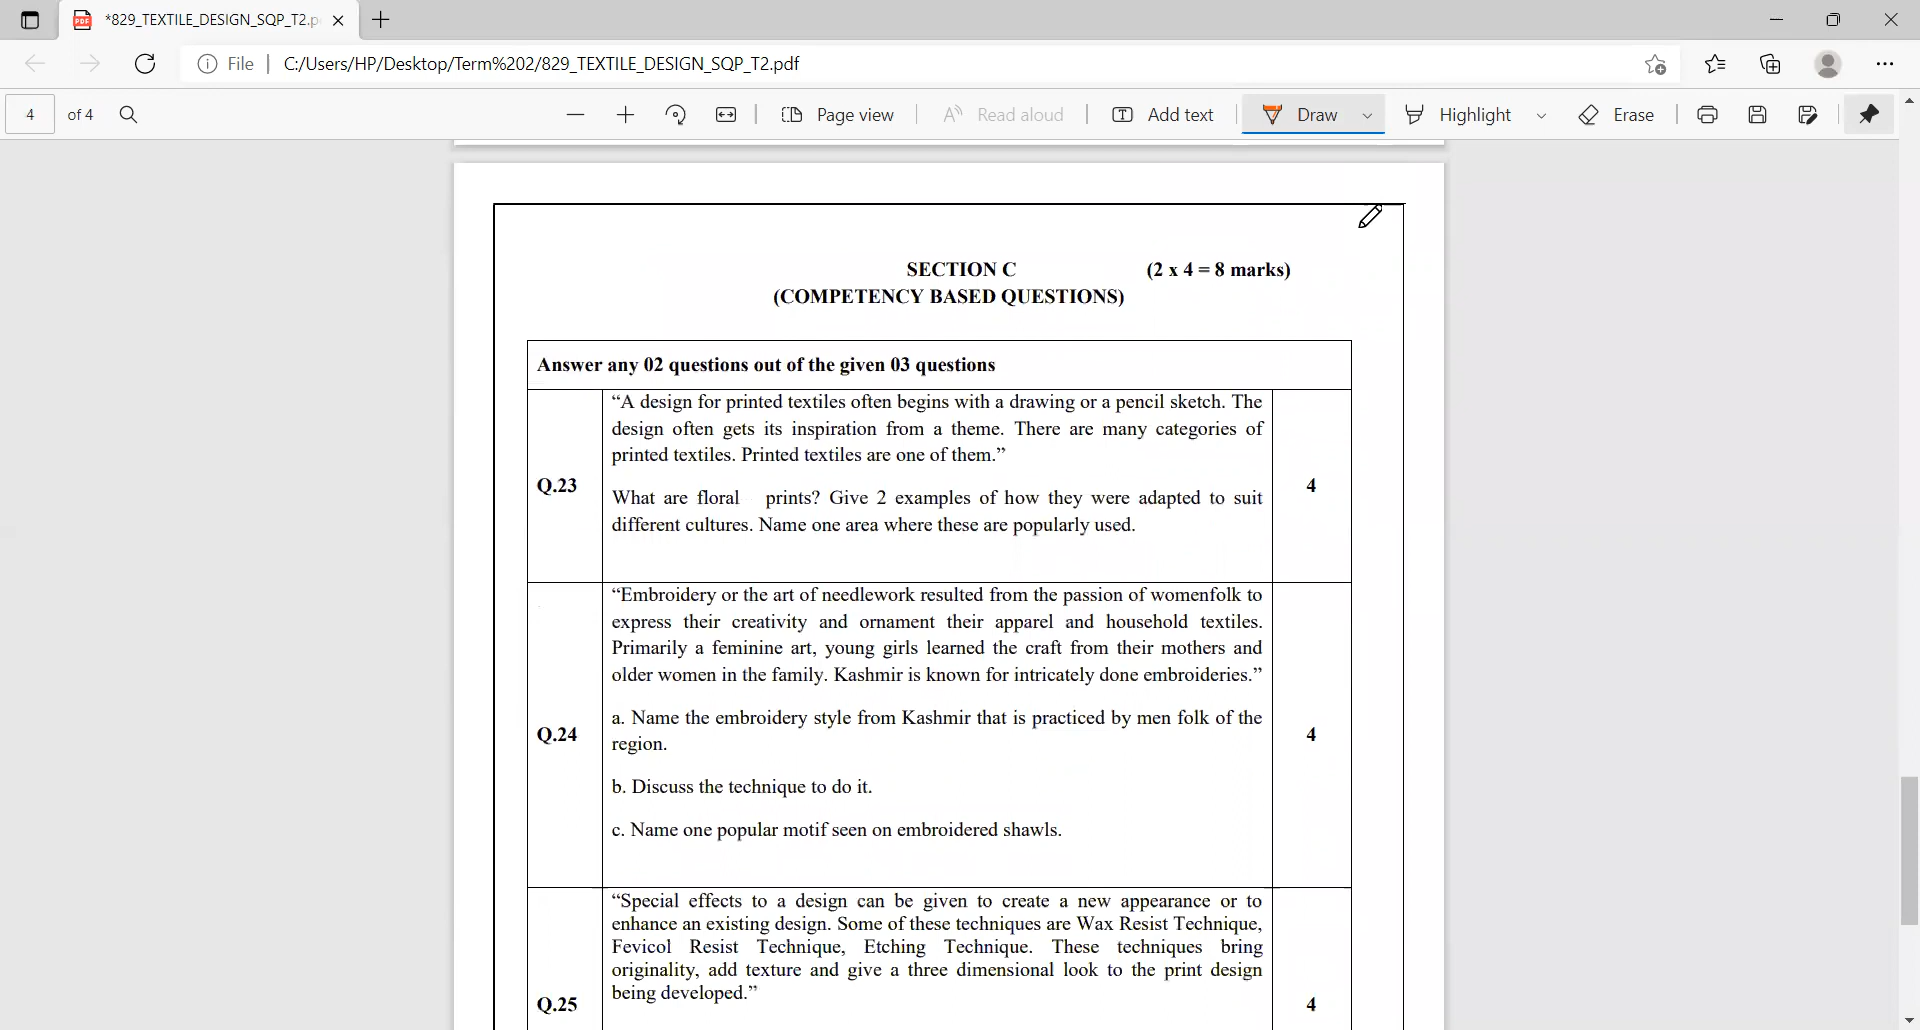 *829_TEXTILE_DESIGN_SQP_T2.p
File | C:/Users/HP/Desktop/Term%202/829_TEXTILE_DESIGN_SQP_T2.pdf
4 of 4 Page view Read aloud Add text Draw Highlight Erase
SECTION C (2 x 4 = 8 marks)
(COMPETENCY BASED QUESTIONS)
Answer any 02 questions out of the given 03 questions
“A design for printed textiles often begins with a drawing or a pencil sketch. The
design often gets its inspiration from a theme. There are many categories of
printed textiles. Printed textiles are one of them.”
Q.23
4
What are floral prints? Give 2 examples of how they were adapted to suit
different cultures. Name one area where these are popularly used.
“Embroidery or the art of needlework resulted from the passion of womenfolk to
express their creativity and ornament their apparel and household textiles.
Primarily a feminine art, young girls learned the craft from their mothers and
older women in the family. Kashmir is known for intricately done embroideries.”
a. Name the embroidery style from Kashmir that is practiced by men folk of the
Q.24
4
region.
b. Discuss the technique to do it.
c. Name one popular motif seen on embroidered shawls.
“Special effects to a design can be given to create a new appearance or to
enhance an existing design. Some of these techniques are Wax Resist Technique,
Fevicol Resist Technique, Etching Technique. These techniques bring
originality, add texture and give a three dimensional look to the print design
being developed.”
Q.25
4